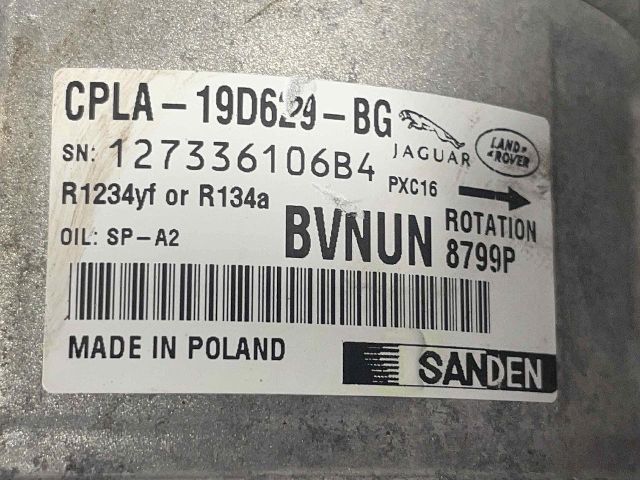 CPLA-19D629-BG
JAGUAR
LAND ROVER
SN: 127336106B4
PXC16
R1234yf or R134a
ROTATION
OIL: SP-A2
BVNUN
8799P
MADE IN POLAND
SANDEN